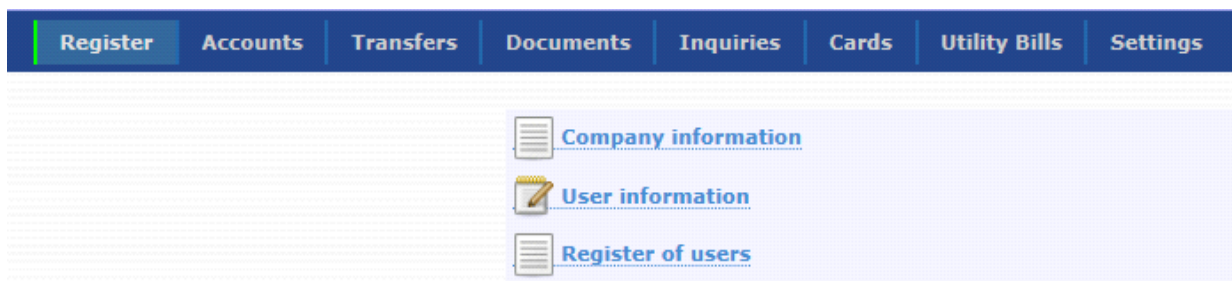 Register Accounts Transfers Documents Inquiries Cards Utility Bills Settings
Company information
User information
Register of users